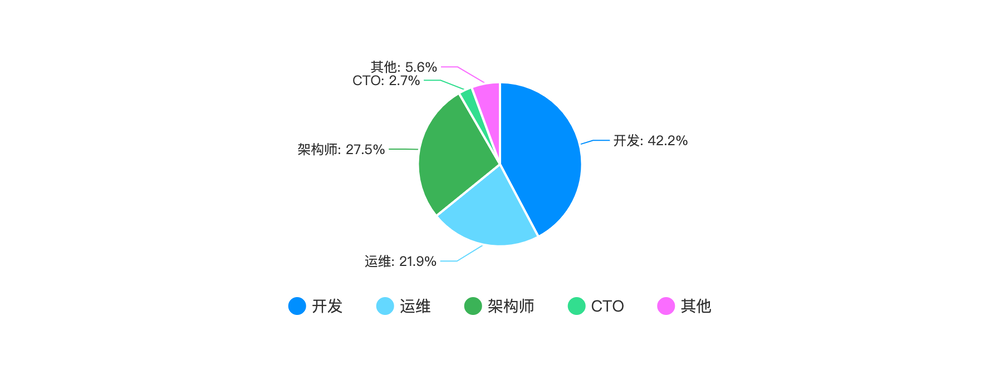 其他: 5.6%
CTO: 2.7%
开发: 42.2%
架构师: 27.5%
运维: 21.9%
开发 运维 架构师 CTO 其他